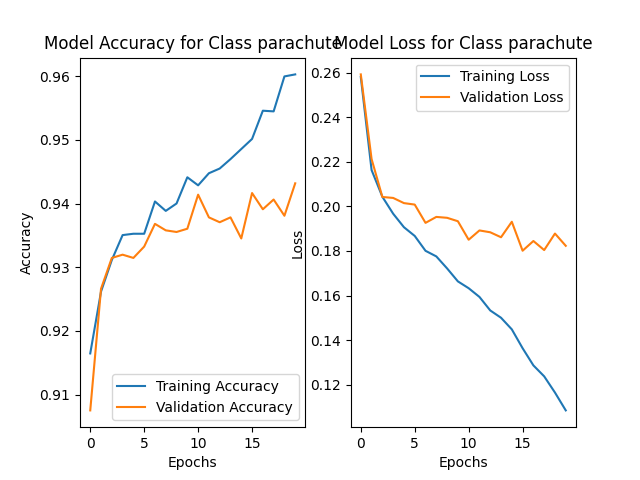 Model Accuracy for Class parachute
Accuracy
0.96
0.95
0.94
0.93
0.92
0.91
Training Accuracy
Validation Accuracy
0 5 10 15
Epochs
Model Loss for Class parachute
Loss
0.26
0.24
0.22
0.20
0.18
0.16
0.14
0.12
Training Loss
Validation Loss
0 5 10 15
Epochs